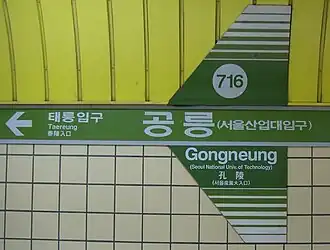 716
← 태릉입구
Taereung
泰陵入口
공릉(서울산업대입구)
Gongneung
(Seoul National Univ. of Technology)
孔陵
(서울産業大入口)